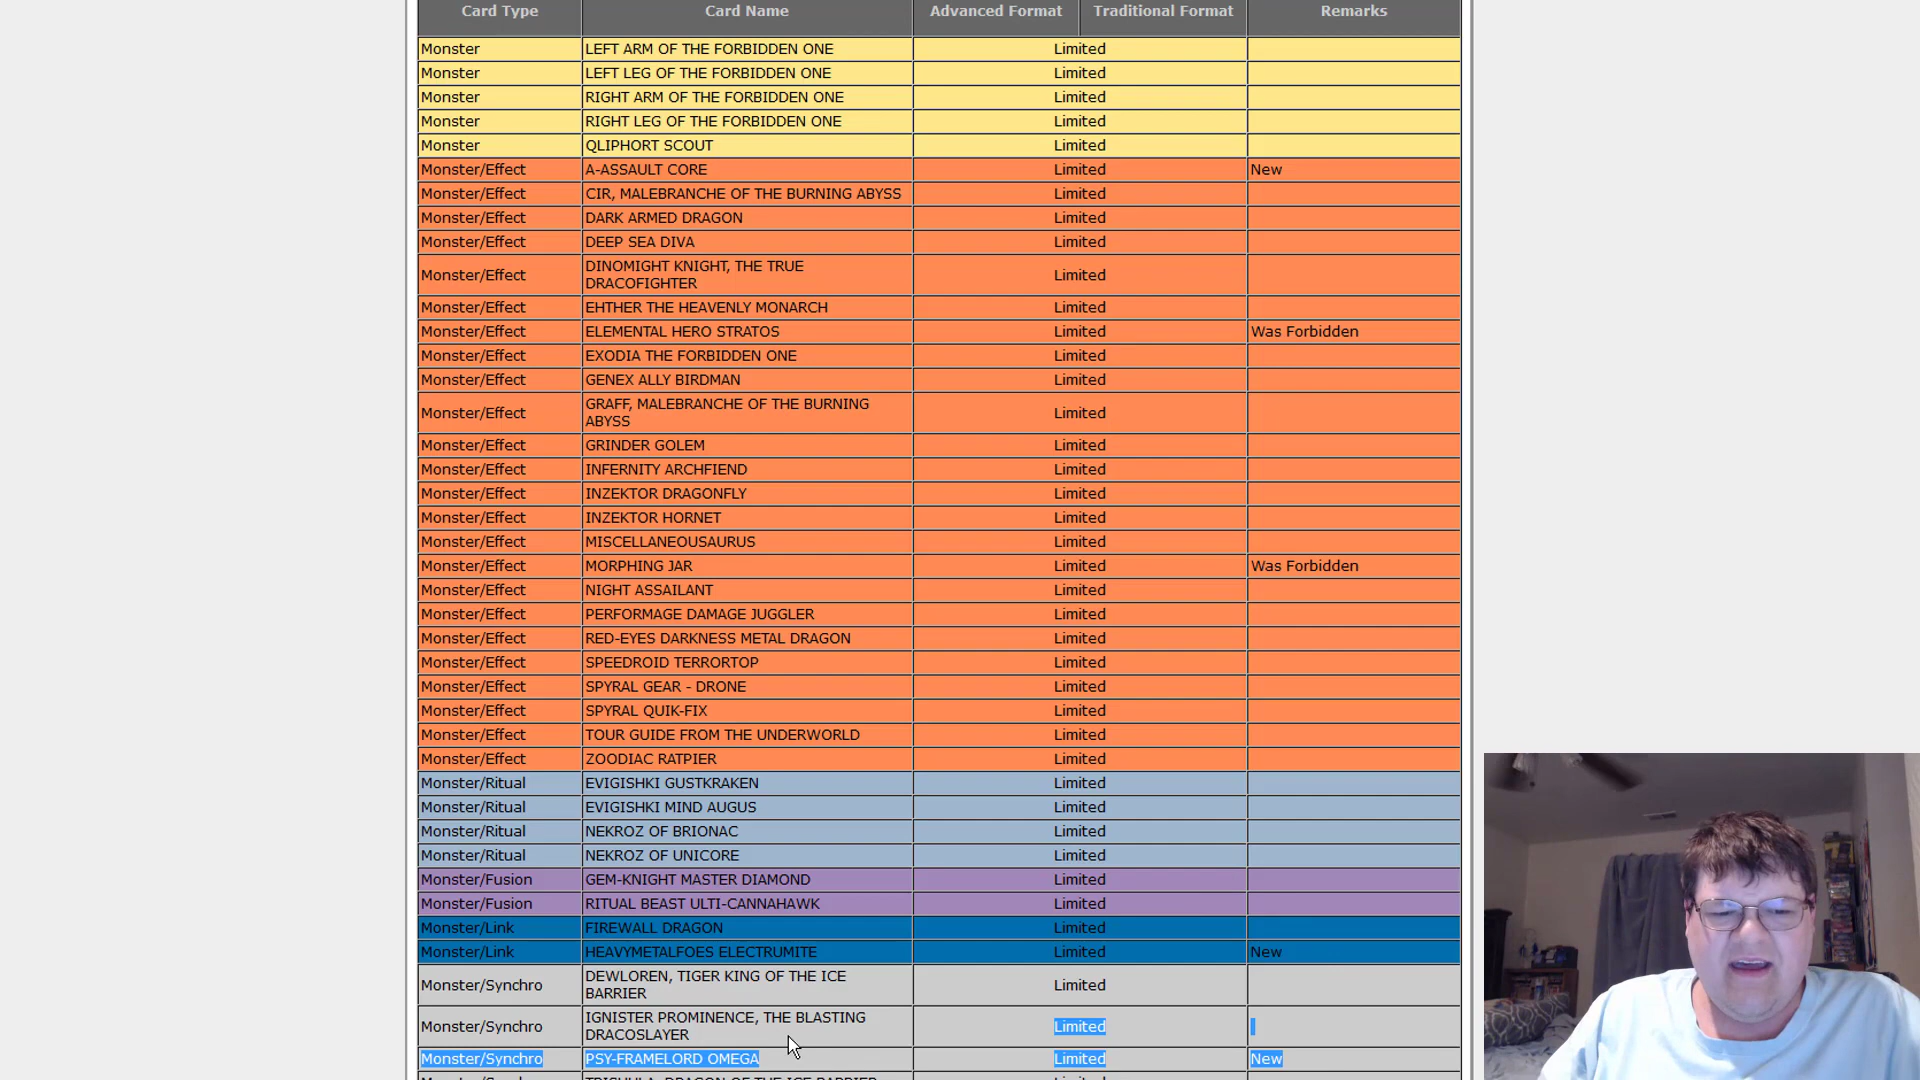 Card Type Card Name Advanced Format Traditional Format Remarks
Monster LEFT ARM OF THE FORBIDDEN ONE Limited
Monster LEFT LEG OF THE FORBIDDEN ONE Limited
Monster RIGHT ARM OF THE FORBIDDEN ONE Limited
Monster RIGHT LEG OF THE FORBIDDEN ONE Limited
Monster QLIPHORT SCOUT Limited
Monster/Effect A-ASSAULT CORE Limited New
Monster/Effect CIR, MALEBRANCHE OF THE BURNING ABYSS Limited
Monster/Effect DARK ARMED DRAGON Limited
Monster/Effect DEEP SEA DIVA Limited
Monster/Effect DINOMIGHT KNIGHT, THE TRUE
DRACOFIGHTER Limited
Monster/Effect EHTHER THE HEAVENLY MONARCH Limited
Monster/Effect ELEMENTAL HERO STRATOS Limited Was Forbidden
Monster/Effect EXODIA THE FORBIDDEN ONE Limited
Monster/Effect GENEX ALLY BIRDMAN Limited
Monster/Effect GRAFF, MALEBRANCHE OF THE BURNING
ABYSS Limited
Monster/Effect GRINDER GOLEM Limited
Monster/Effect INFERNITY ARCHFIEND Limited
Monster/Effect INZEKTOR DRAGONFLY Limited
Monster/Effect INZEKTOR HORNET Limited
Monster/Effect MISCELLANEOUSAURUS Limited
Monster/Effect MORPHING JAR Limited Was Forbidden
Monster/Effect NIGHT ASSAILANT Limited
Monster/Effect PERFORMAGE DAMAGE JUGGLER Limited
Monster/Effect RED-EYES DARKNESS METAL DRAGON Limited
Monster/Effect SPEEDROID TERRORTOP Limited
Monster/Effect SPYRAL GEAR - DRONE Limited
Monster/Effect SPYRAL QUIK-FIX Limited
Monster/Effect TOUR GUIDE FROM THE UNDERWORLD Limited
Monster/Effect ZOODIAC RATPIER Limited
Monster/Ritual EVIGISHKI GUSTKRAKEN Limited
Monster/Ritual EVIGISHKI MIND AUGUS Limited
Monster/Ritual NEKROZ OF BRIONAC Limited
Monster/Ritual NEKROZ OF UNICORE Limited
Monster/Fusion GEM-KNIGHT MASTER DIAMOND Limited
Monster/Fusion RITUAL BEAST ULTI-CANNAHAWK Limited
Monster/Link FIREWALL DRAGON Limited
Monster/Link HEAVYMETALFOES ELECTRUMITE Limited New
Monster/Synchro DEWLOREN, TIGER KING OF THE ICE
BARRIER Limited
Monster/Synchro IGNISTER PROMINENCE, THE BLASTING
DRACOSLAYER Limited
Monster/Synchro PSY-FRAMELORD OMEGA Limited New